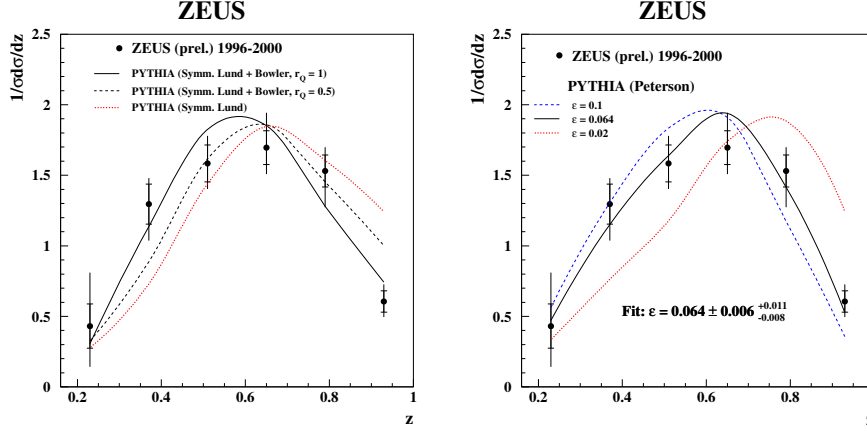 ZEUS
1/σdσ/dz
2.5
2
1.5
1
0.5
0
ZEUS (prel.) 1996-2000
PYTHIA (Symm. Lund + Bowler, r_Q = 1)
PYTHIA (Symm. Lund + Bowler, r_Q = 0.5)
PYTHIA (Symm. Lund)
0.2 0.4 0.6 0.8 1
z
ZEUS
1/σdσ/dz
2.5
2
1.5
1
0.5
0
ZEUS (prel.) 1996-2000
PYTHIA (Peterson)
ε = 0.1
ε = 0.064
ε = 0.02
Fit: ε = 0.064 ± 0.006 +0.011 -0.008
0.2 0.4 0.6 0.8